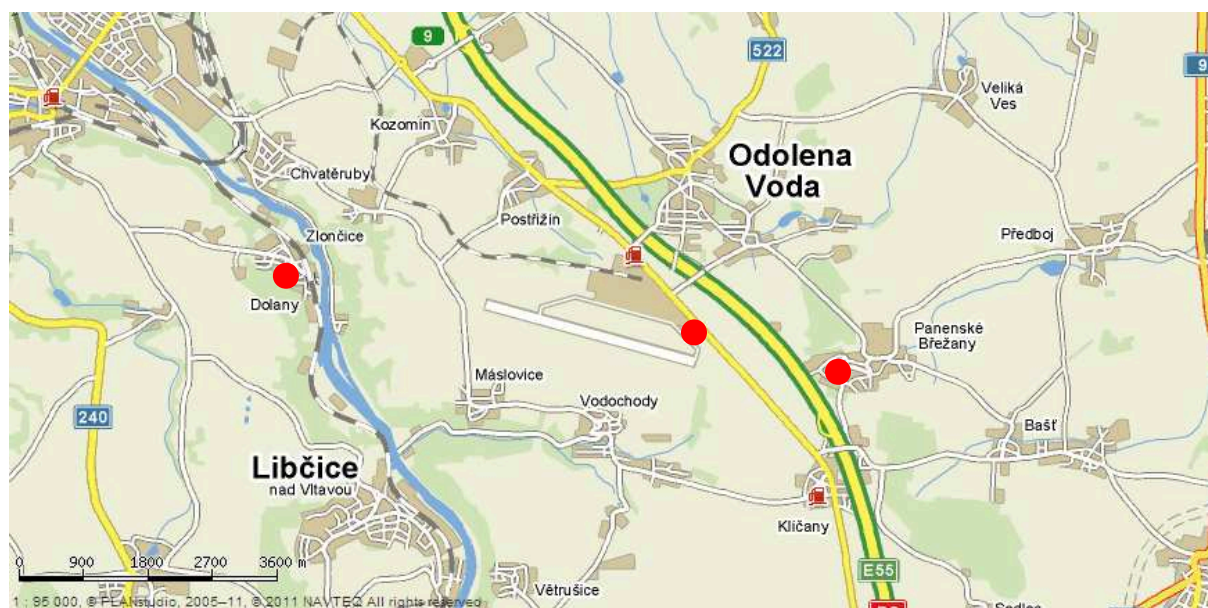 9
522
9
Veliká
Ves
Kozomín
Odolena
Voda
Chvatěruby
Postřižín
Zlončice
Předboj
Dolany
Panenské
Břežany
Máslovice
Vodochody
240
Bašť
Libčice
nad Vltavou
Klíčany
0 900 1800 2700 3600 m
E55
Větrušice
1 : 95 000, © PLANstudio, 2005–11, © 2011 NAVTEQ All rights reserved